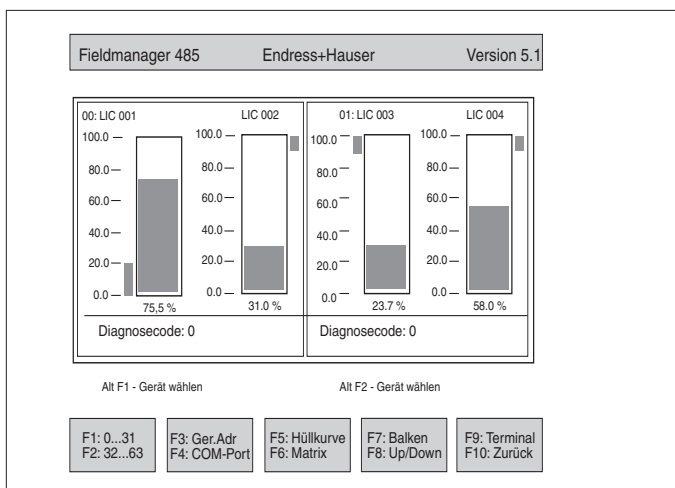 Fieldmanager 485 Endress+Hauser Version 5.1
00: LIC 001 LIC 002 01: LIC 003 LIC 004
100.0 100.0 100.0 100.0
80.0 80.0 80.0 80.0
60.0 60.0 60.0 60.0
40.0 40.0 40.0 40.0
20.0 20.0 20.0 20.0
0.0 0.0 0.0 0.0
75,5 % 31.0 % 23.7 % 58.0 %
Diagnosecode: 0 Diagnosecode: 0
Alt F1 - Gerät wählen Alt F2 - Gerät wählen
F1: 0...31 F3: Ger.Adr F5: Hüllkurve F7: Balken F9: Terminal
F2: 32...63 F4: COM-Port F6: Matrix F8: Up/Down F10: Zurück